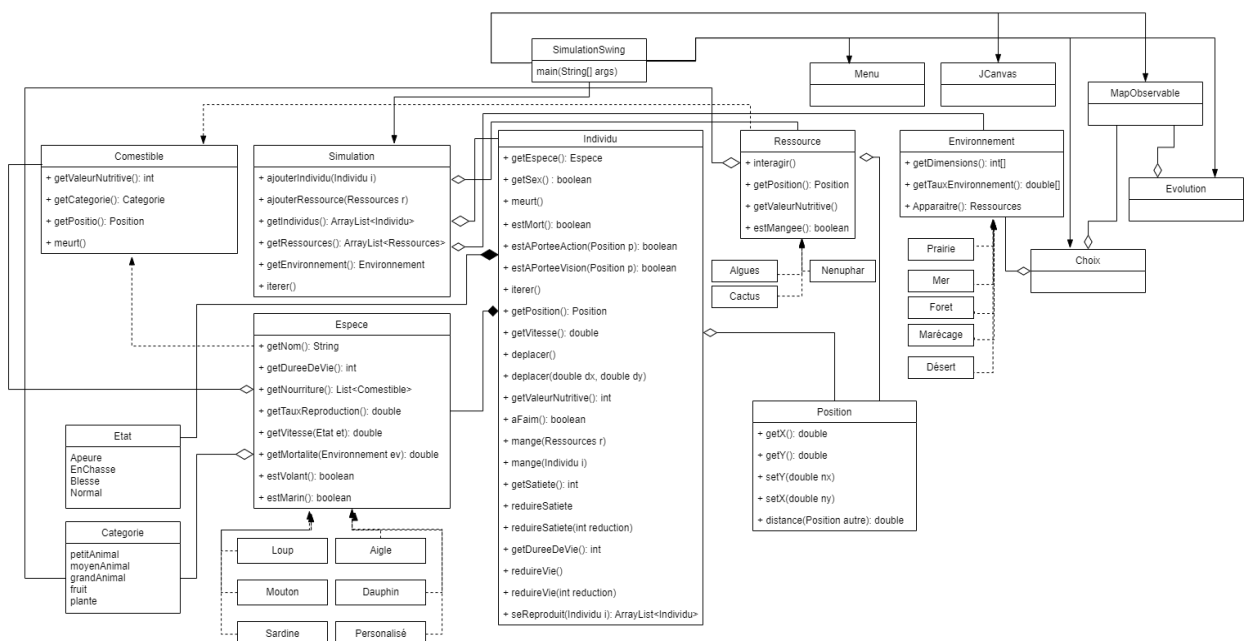 SimulationSwing
main(String[] args)
Menu
JCanvas
MapObservable
Comestible
+ getValeurNutritive(): int
+ getCategorie(): Categorie
+ getPositio(): Position
+ meurt()
Simulation
+ ajouterIndividu(Individu i)
+ ajouterRessource(Ressources r)
+ getIndividus(): ArrayList<Individu>
+ getRessources(): ArrayList<Ressources>
+ getEnvironnement(): Environnement
+ iterer()
Individu
+ getEspece(): Espece
+ getSex() : boolean
+ meurt()
+ estMort(): boolean
+ estAPorteeAction(Position p): boolean
+ estAPorteeVision(Position p): boolean
+ iterer()
+ getPosition(): Position
+ getVitesse(): double
+ deplacer()
+ deplacer(double dx, double dy)
+ getValeurNutritive(): int
+ aFaim(): boolean
+ mange(Ressources r)
+ mange(Individu i)
+ getSatiete(): int
+ reduireSatiete
+ reduireSatiete(int reduction)
+ getDureeDeVie(): int
+ reduireVie()
+ reduireVie(int reduction)
+ seReproduit(Individu i): ArrayList<Individu>
Ressource
+ interagir()
+ getPosition(): Position
+ getValeurNutritive()
+ estMangee(): boolean
Environnement
+ getDimensions(): int[]
+ getTauxEnvironnement(): double[]
+ Apparaitre(): Ressources
Evolution
Choix
Algues
Nenuphar
Cactus
Prairie
Mer
Foret
Marécage
Désert
Espece
+ getNom(): String
+ getDureeDeVie(): int
+ getNourriture(): List<Comestible>
+ getTauxReproduction(): double
+ getVitesse(Etat et): double
+ getMortalite(Environnement ev): double
+ estVolant(): boolean
+ estMarin(): boolean
Position
+ getX(): double
+ getY(): double
+ setY(double nx)
+ setX(double ny)
+ distance(Position autre): double
Etat
Apeure
EnChasse
Blesse
Normal
Categorie
petitAnimal
moyenAnimal
grandAnimal
fruit
plante
Loup
Aigle
Mouton
Dauphin
Sardine
Personalisé